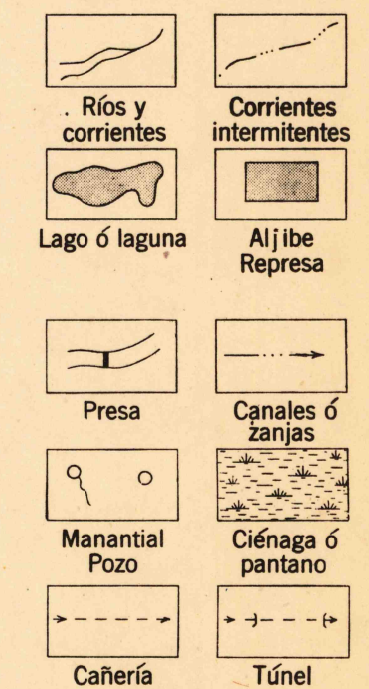 Ríos y
corrientes
Corrientes
intermitentes
Lago ó laguna
Aljibe
Represa
Presa
Canales ó
zanjas
Manantial
Pozo
Ciénaga ó
pantano
Cañería
Túnel